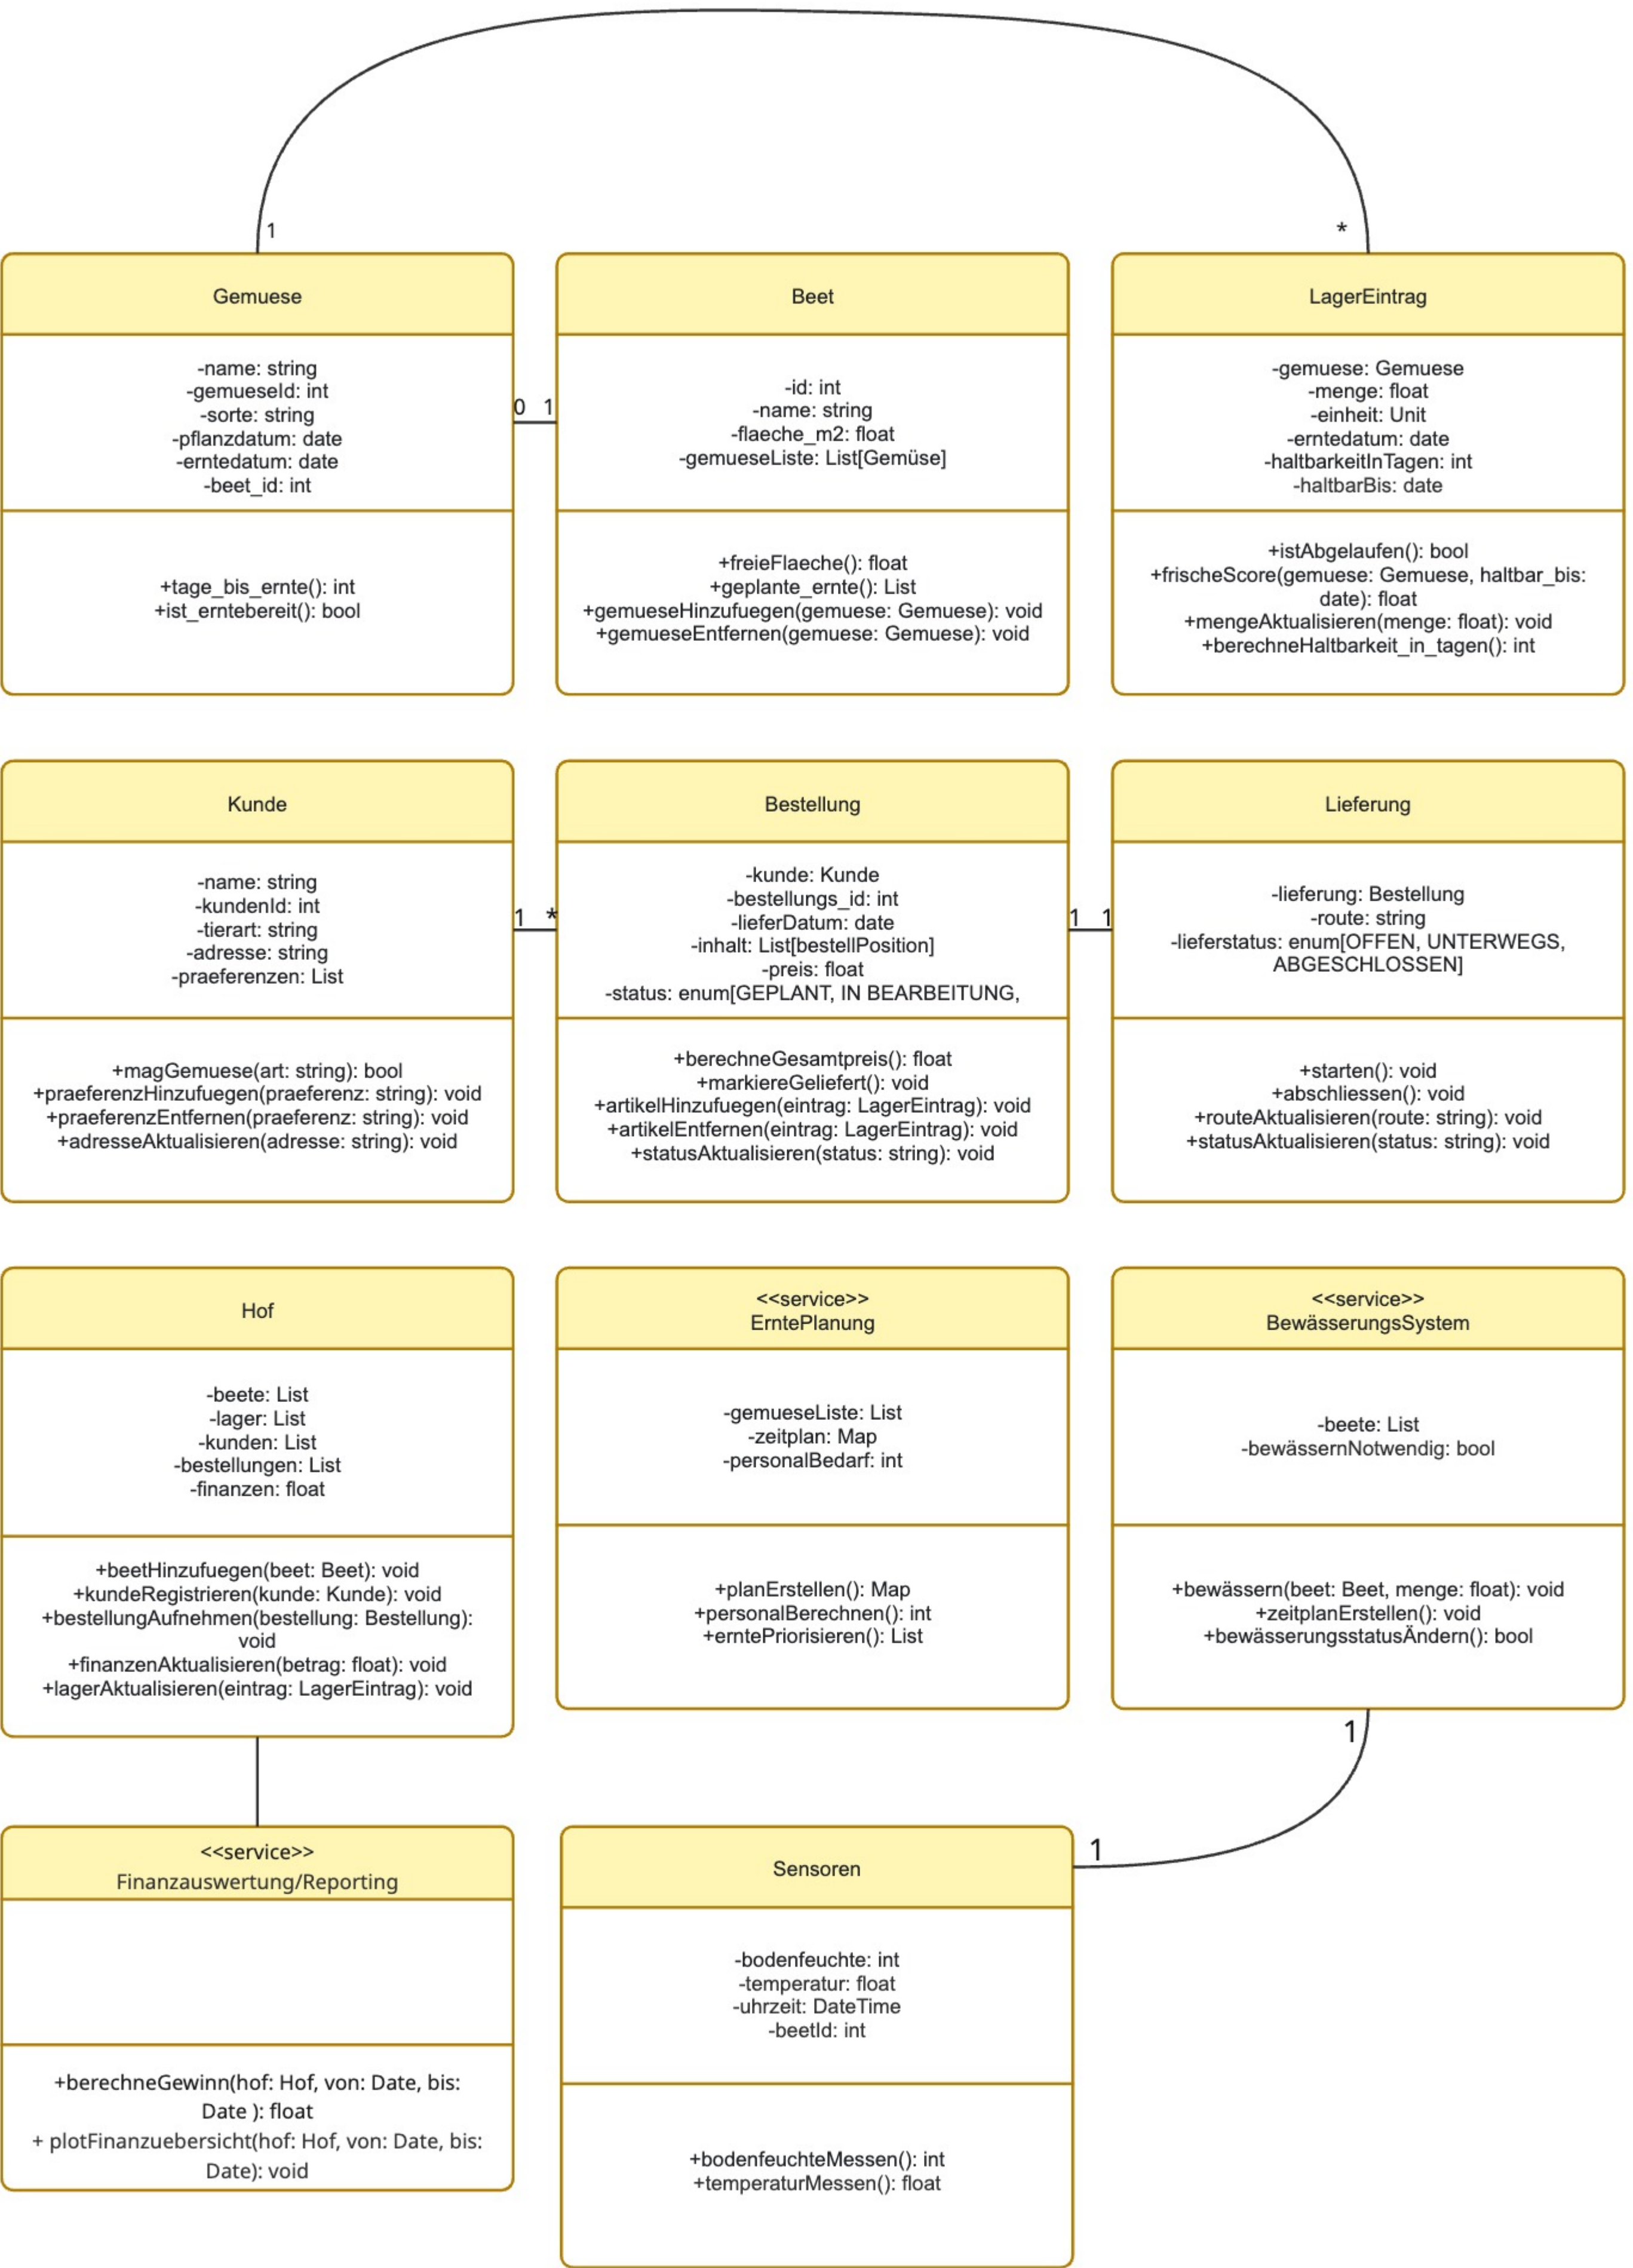 1
*
Gemuese
-name: string
-gemueseId: int
-sorte: string
-pflanzdatum: date
-erntedatum: date
-beet_id: int
+tage_bis_ernte(): int
+ist_erntebereit(): bool
0 1
Beet
-id: int
-name: string
-flaeche_m2: float
-gemueseListe: List[Gemüse]
+freieFlaeche(): float
+geplante_ernte(): List
+gemueseHinzufuegen(gemuese: Gemuese): void
+gemueseEntfernen(gemuese: Gemuese): void
LagerEintrag
-gemuese: Gemuese
-menge: float
-einheit: Unit
-erntedatum: date
-haltbarkeitInTagen: int
-haltbarBis: date
+istAbgelaufen(): bool
+frischeScore(gemuese: Gemuese, haltbar_bis:
date): float
+mengeAktualisieren(menge: float): void
+berechneHaltbarkeit_in_tagen(): int
Kunde
-name: string
-kundenId: int
-tierart: string
-adresse: string
-praeferenzen: List
+magGemuese(art: string): bool
+praeferenzHinzufuegen(praeferenz: string): void
+praeferenzEntfernen(praeferenz: string): void
+adresseAktualisieren(adresse: string): void
1 *
Bestellung
-kunde: Kunde
-bestellungs_id: int
-lieferDatum: date
-inhalt: List[bestellPosition]
-preis: float
-status: enum[GEPLANT, IN BEARBEITUNG,
+berechneGesamtpreis(): float
+markiereGeliefert(): void
+artikelHinzufuegen(eintrag: LagerEintrag): void
+artikelEntfernen(eintrag: LagerEintrag): void
+statusAktualisieren(status: string): void
1 1
Lieferung
-lieferung: Bestellung
-route: string
-lieferstatus: enum[OFFEN, UNTERWEGS,
ABGESCHLOSSEN]
+starten(): void
+abschliessen(): void
+routeAktualisieren(route: string): void
+statusAktualisieren(status: string): void
Hof
-beete: List
-lager: List
-kunden: List
-bestellungen: List
-finanzen: float
+beetHinzufuegen(beet: Beet): void
+kundeRegistrieren(kunde: Kunde): void
+bestellungAufnehmen(bestellung: Bestellung):
void
+finanzenAktualisieren(betrag: float): void
+lagerAktualisieren(eintrag: LagerEintrag): void
<<service>>
ErntePlanung
-gemueseListe: List
-zeitplan: Map
-personalBedarf: int
+planErstellen(): Map
+personalBerechnen(): int
+erntePriorisieren(): List
<<service>>
BewässerungsSystem
-beete: List
-bewässernNotwendig: bool
+bewässern(beet: Beet, menge: float): void
+zeitplanErstellen(): void
+bewässerungsstatusÄndern(): bool
1
<<service>>
Finanzauswertung/Reporting
+berechneGewinn(hof: Hof, von: Date, bis:
Date ): float
+ plotFinanzuebersicht(hof: Hof, von: Date, bis:
Date): void
1
Sensoren
-bodenfeuchte: int
-temperatur: float
-uhrzeit: DateTime
-beetId: int
+bodenfeuchteMessen(): int
+temperaturMessen(): float